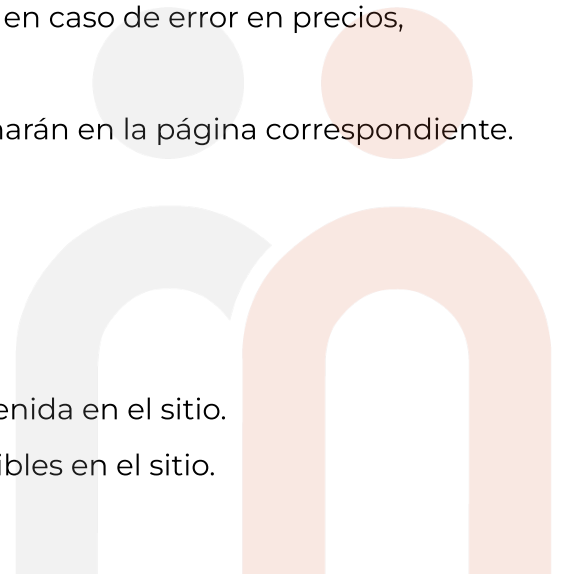 en caso de error en precios,
arán en la página correspondiente.
enida en el sitio.
ibles en el sitio.